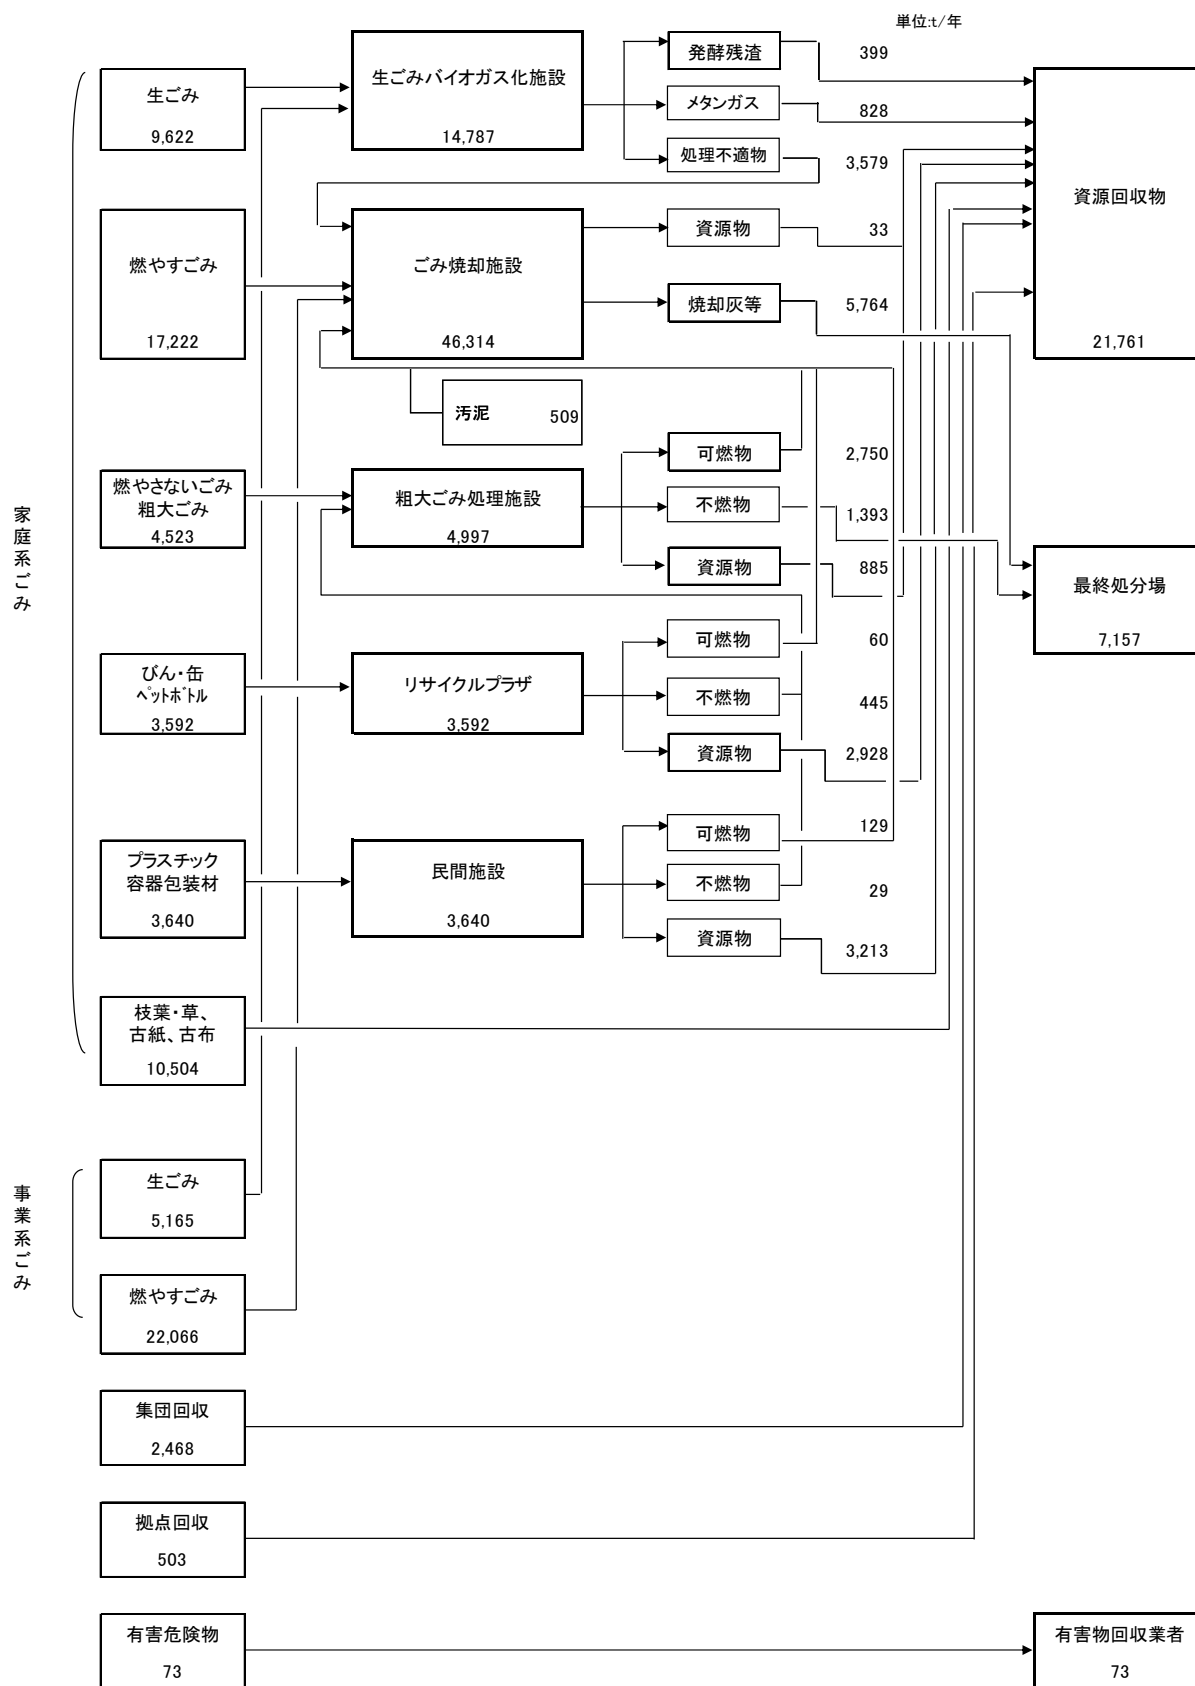 単位:t/年
家庭系ごみ
生ごみ
9,622
燃やすごみ
17,222
燃やさないごみ
粗大ごみ
4,523
びん・缶
ペットボトル
3,592
プラスチック
容器包装材
3,640
枝葉・草、
古紙、古布
10,504
事業系ごみ
生ごみ
5,165
燃やすごみ
22,066
集団回収
2,468
拠点回収
503
有害危険物
73
生ごみバイオガス化施設
14,787
ごみ焼却施設
46,314
汚泥 509
粗大ごみ処理施設
4,997
リサイクルプラザ
3,592
民間施設
3,640
発酵残渣 399
メタンガス 828
処理不適物 3,579
資源物 33
焼却灰等 5,764
可燃物 2,750
不燃物 1,393
資源物 885
可燃物 60
不燃物 445
資源物 2,928
可燃物 129
不燃物 29
資源物 3,213
資源回収物
21,761
最終処分場
7,157
有害物回収業者
73